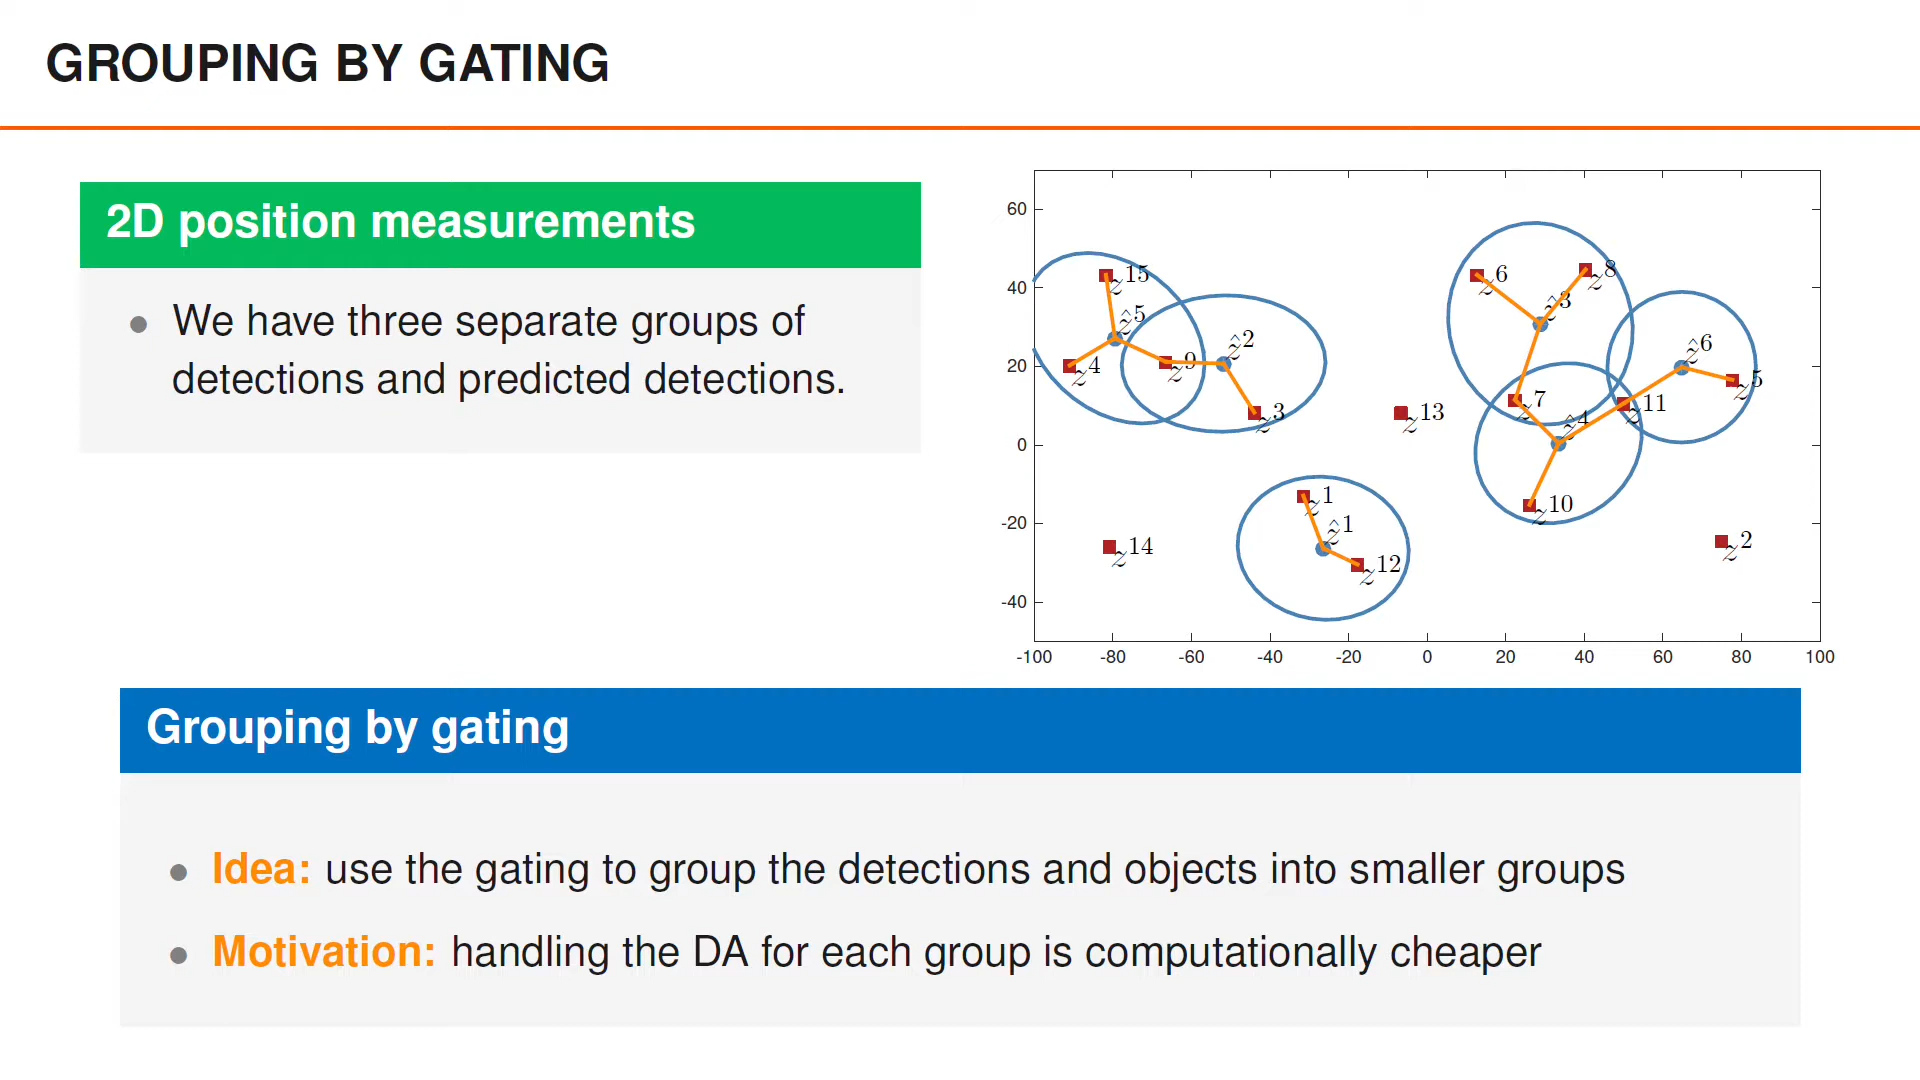 GROUPING BY GATING
2D position measurements
• We have three separate groups of
detections and predicted detections.
60
40
20
0
-20
-40
-100 -80 -60 -40 -20 0 20 40 60 80 100
z^15
ẑ^5
z^4
z^9
ẑ^2
z^3
z^13
z^6
z^8
ẑ^3
ẑ^6
z^5
z^7
z^11
ẑ^4
z^10
z^1
ẑ^1
z^12
z^14
z^2
Grouping by gating
• Idea: use the gating to group the detections and objects into smaller groups
• Motivation: handling the DA for each group is computationally cheaper